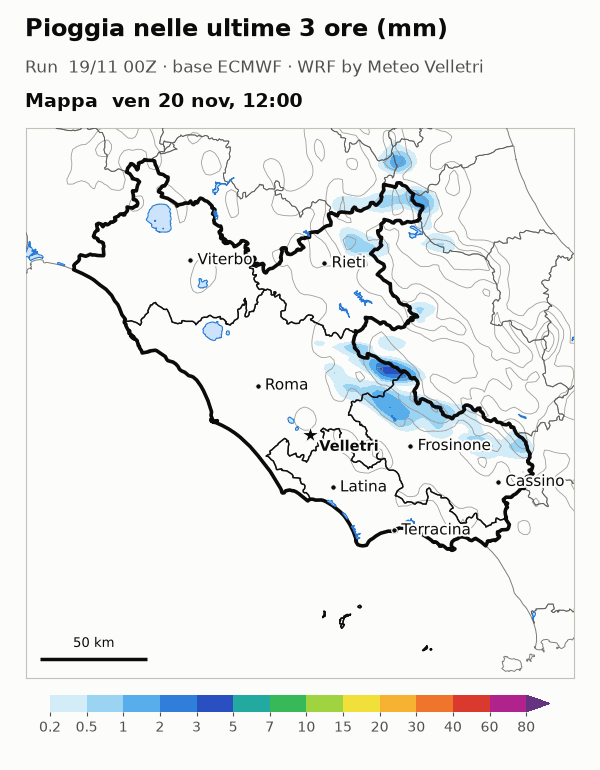 Pioggia nelle ultime 3 ore (mm)
Run  19/11 00Z · base ECMWF · WRF by Meteo Velletri
Mappa  ven 20 nov, 12:00
Viterbo
Rieti
Roma
Velletri
Frosinone
Latina
Cassino
Terracina
50 km
0.2 0.5 1 2 3 5 7 10 15 20 30 40 60 80